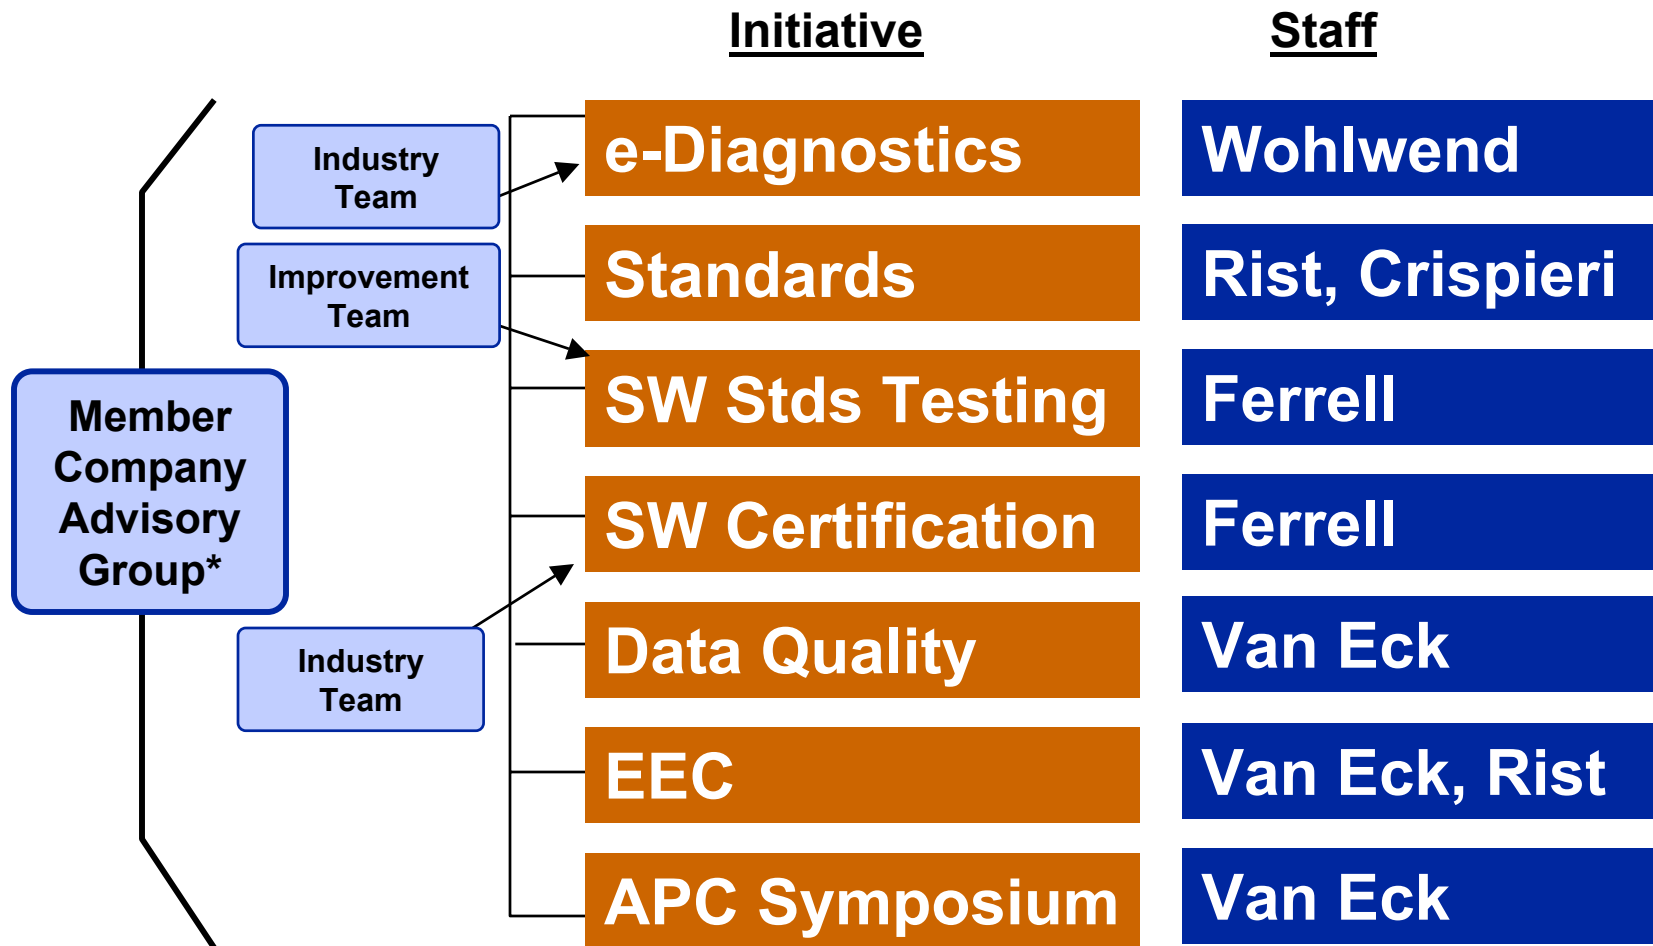 Initiative
Staff
Industry
Team
e-Diagnostics
Wohlwend
Improvement
Team
Standards
Rist, Crispieri
SW Stds Testing
Ferrell
Member
Company
Advisory
Group*
SW Certification
Ferrell
Industry
Team
Data Quality
Van Eck
EEC
Van Eck, Rist
APC Symposium
Van Eck